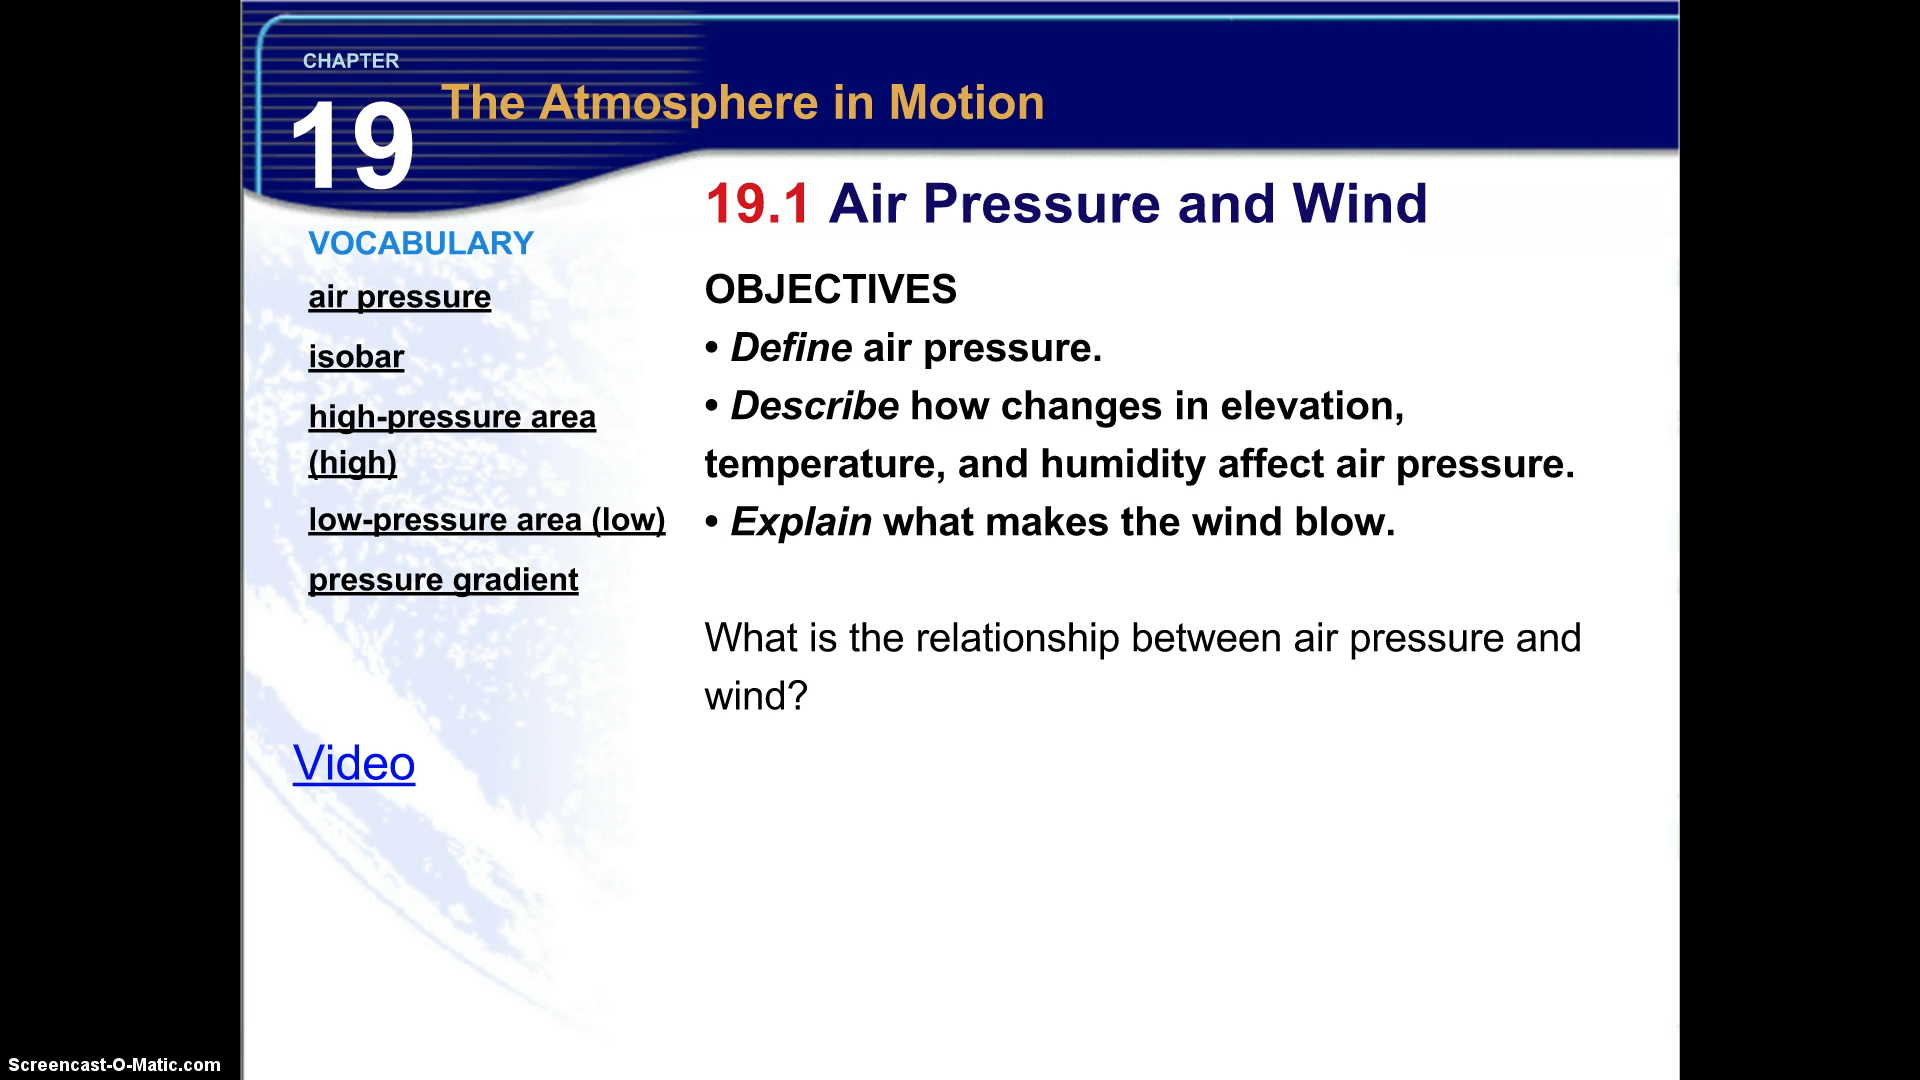 CHAPTER
19
The Atmosphere in Motion
19.1 Air Pressure and Wind
VOCABULARY
air pressure
isobar
high-pressure area
(high)
low-pressure area (low)
pressure gradient
Video
OBJECTIVES
• Define air pressure.
• Describe how changes in elevation,
temperature, and humidity affect air pressure.
• Explain what makes the wind blow.
What is the relationship between air pressure and
wind?
Screencast-O-Matic.com